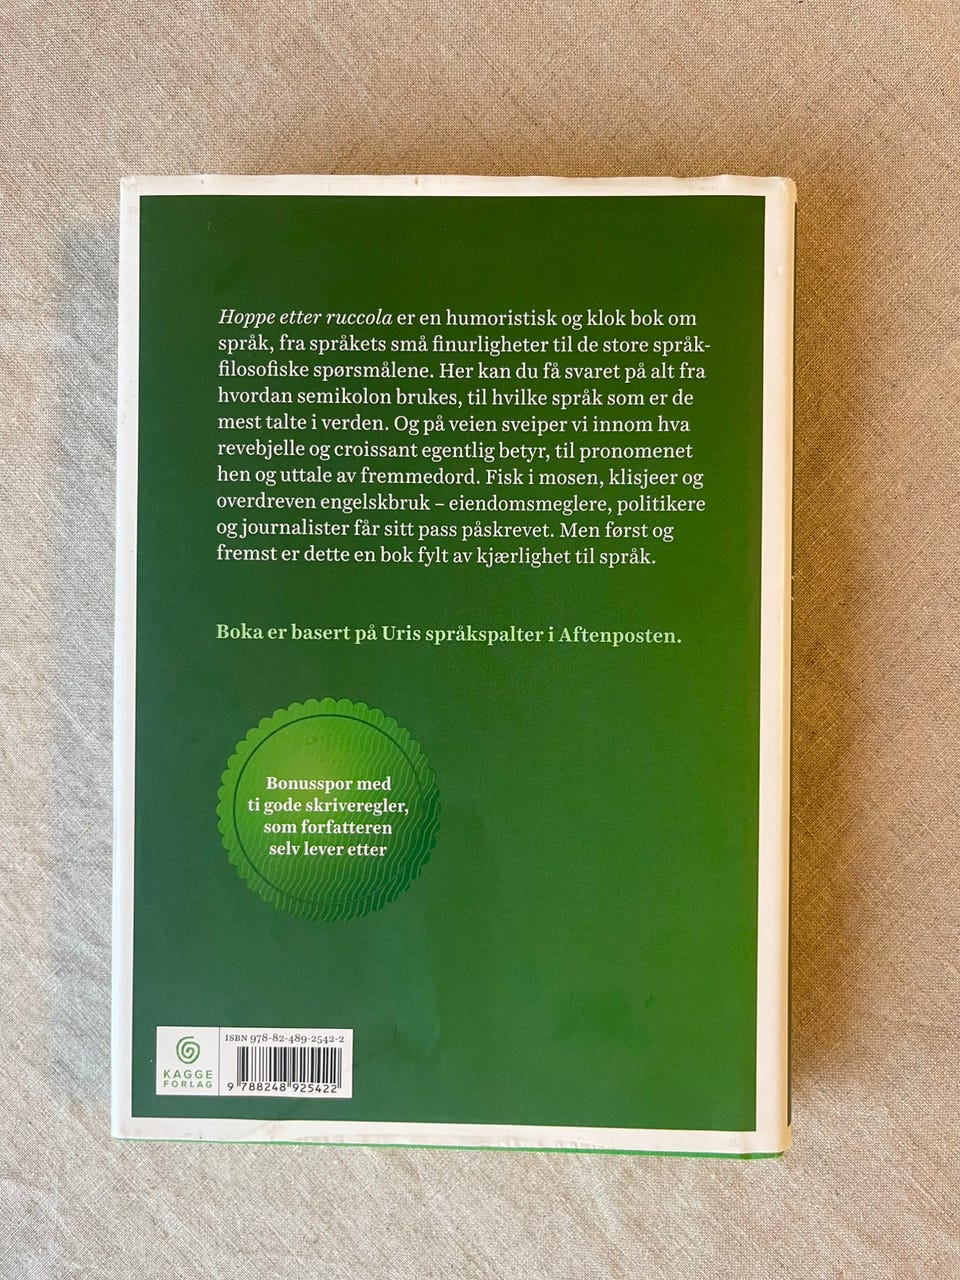 Hoppe etter ruccola er en humoristisk og klok bok om
språk, fra språkets små finurligheter til de store språk-
filosofiske spørsmålene. Her kan du få svaret på alt fra
hvordan semikolon brukes, til hvilke språk som er de
mest talte i verden. Og på veien sveiper vi innom hva
revebjelle og croissant egentlig betyr, til pronomenet
hen og uttale av fremmedord. Fisk i mosen, klisjeer og
overdreven engelskbruk – eiendomsmeglere, politikere
og journalister får sitt pass påskrevet. Men først og
fremst er dette en bok fylt av kjærlighet til språk.
Boka er basert på Uris språkspalter i Aftenposten.
Bonusspor med
ti gode skriveregler,
som forfatteren
selv lever etter
KAGGE
FORLAG
ISBN 978-82-489-2542-2
9 788248 925422